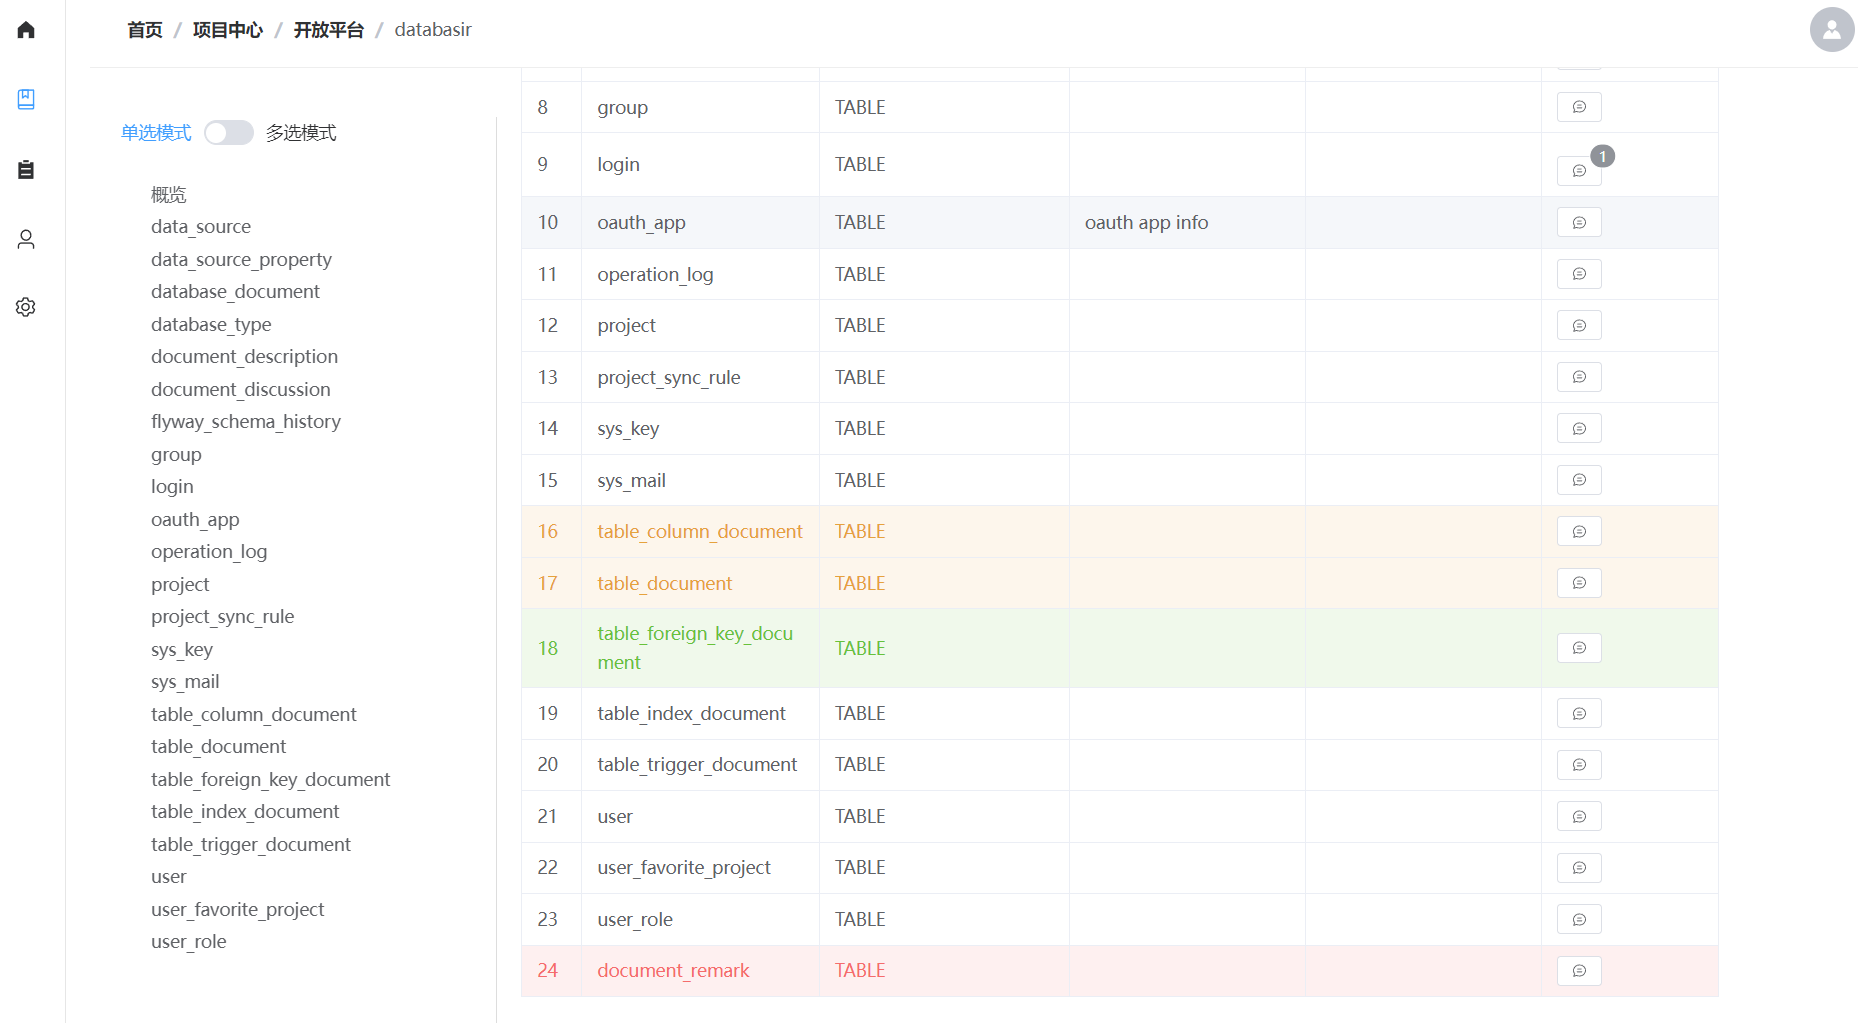 首页 / 项目中心 / 开放平台 / databasir
单选模式 多选模式
概览
data_source
data_source_property
database_document
database_type
document_description
document_discussion
flyway_schema_history
group
login
oauth_app
operation_log
project
project_sync_rule
sys_key
sys_mail
table_column_document
table_document
table_foreign_key_document
table_index_document
table_trigger_document
user
user_favorite_project
user_role
8 group TABLE
9 login TABLE 1
10 oauth_app TABLE oauth app info
11 operation_log TABLE
12 project TABLE
13 project_sync_rule TABLE
14 sys_key TABLE
15 sys_mail TABLE
16 table_column_document TABLE
17 table_document TABLE
18 table_foreign_key_docu TABLE
ment
19 table_index_document TABLE
20 table_trigger_document TABLE
21 user TABLE
22 user_favorite_project TABLE
23 user_role TABLE
24 document_remark TABLE